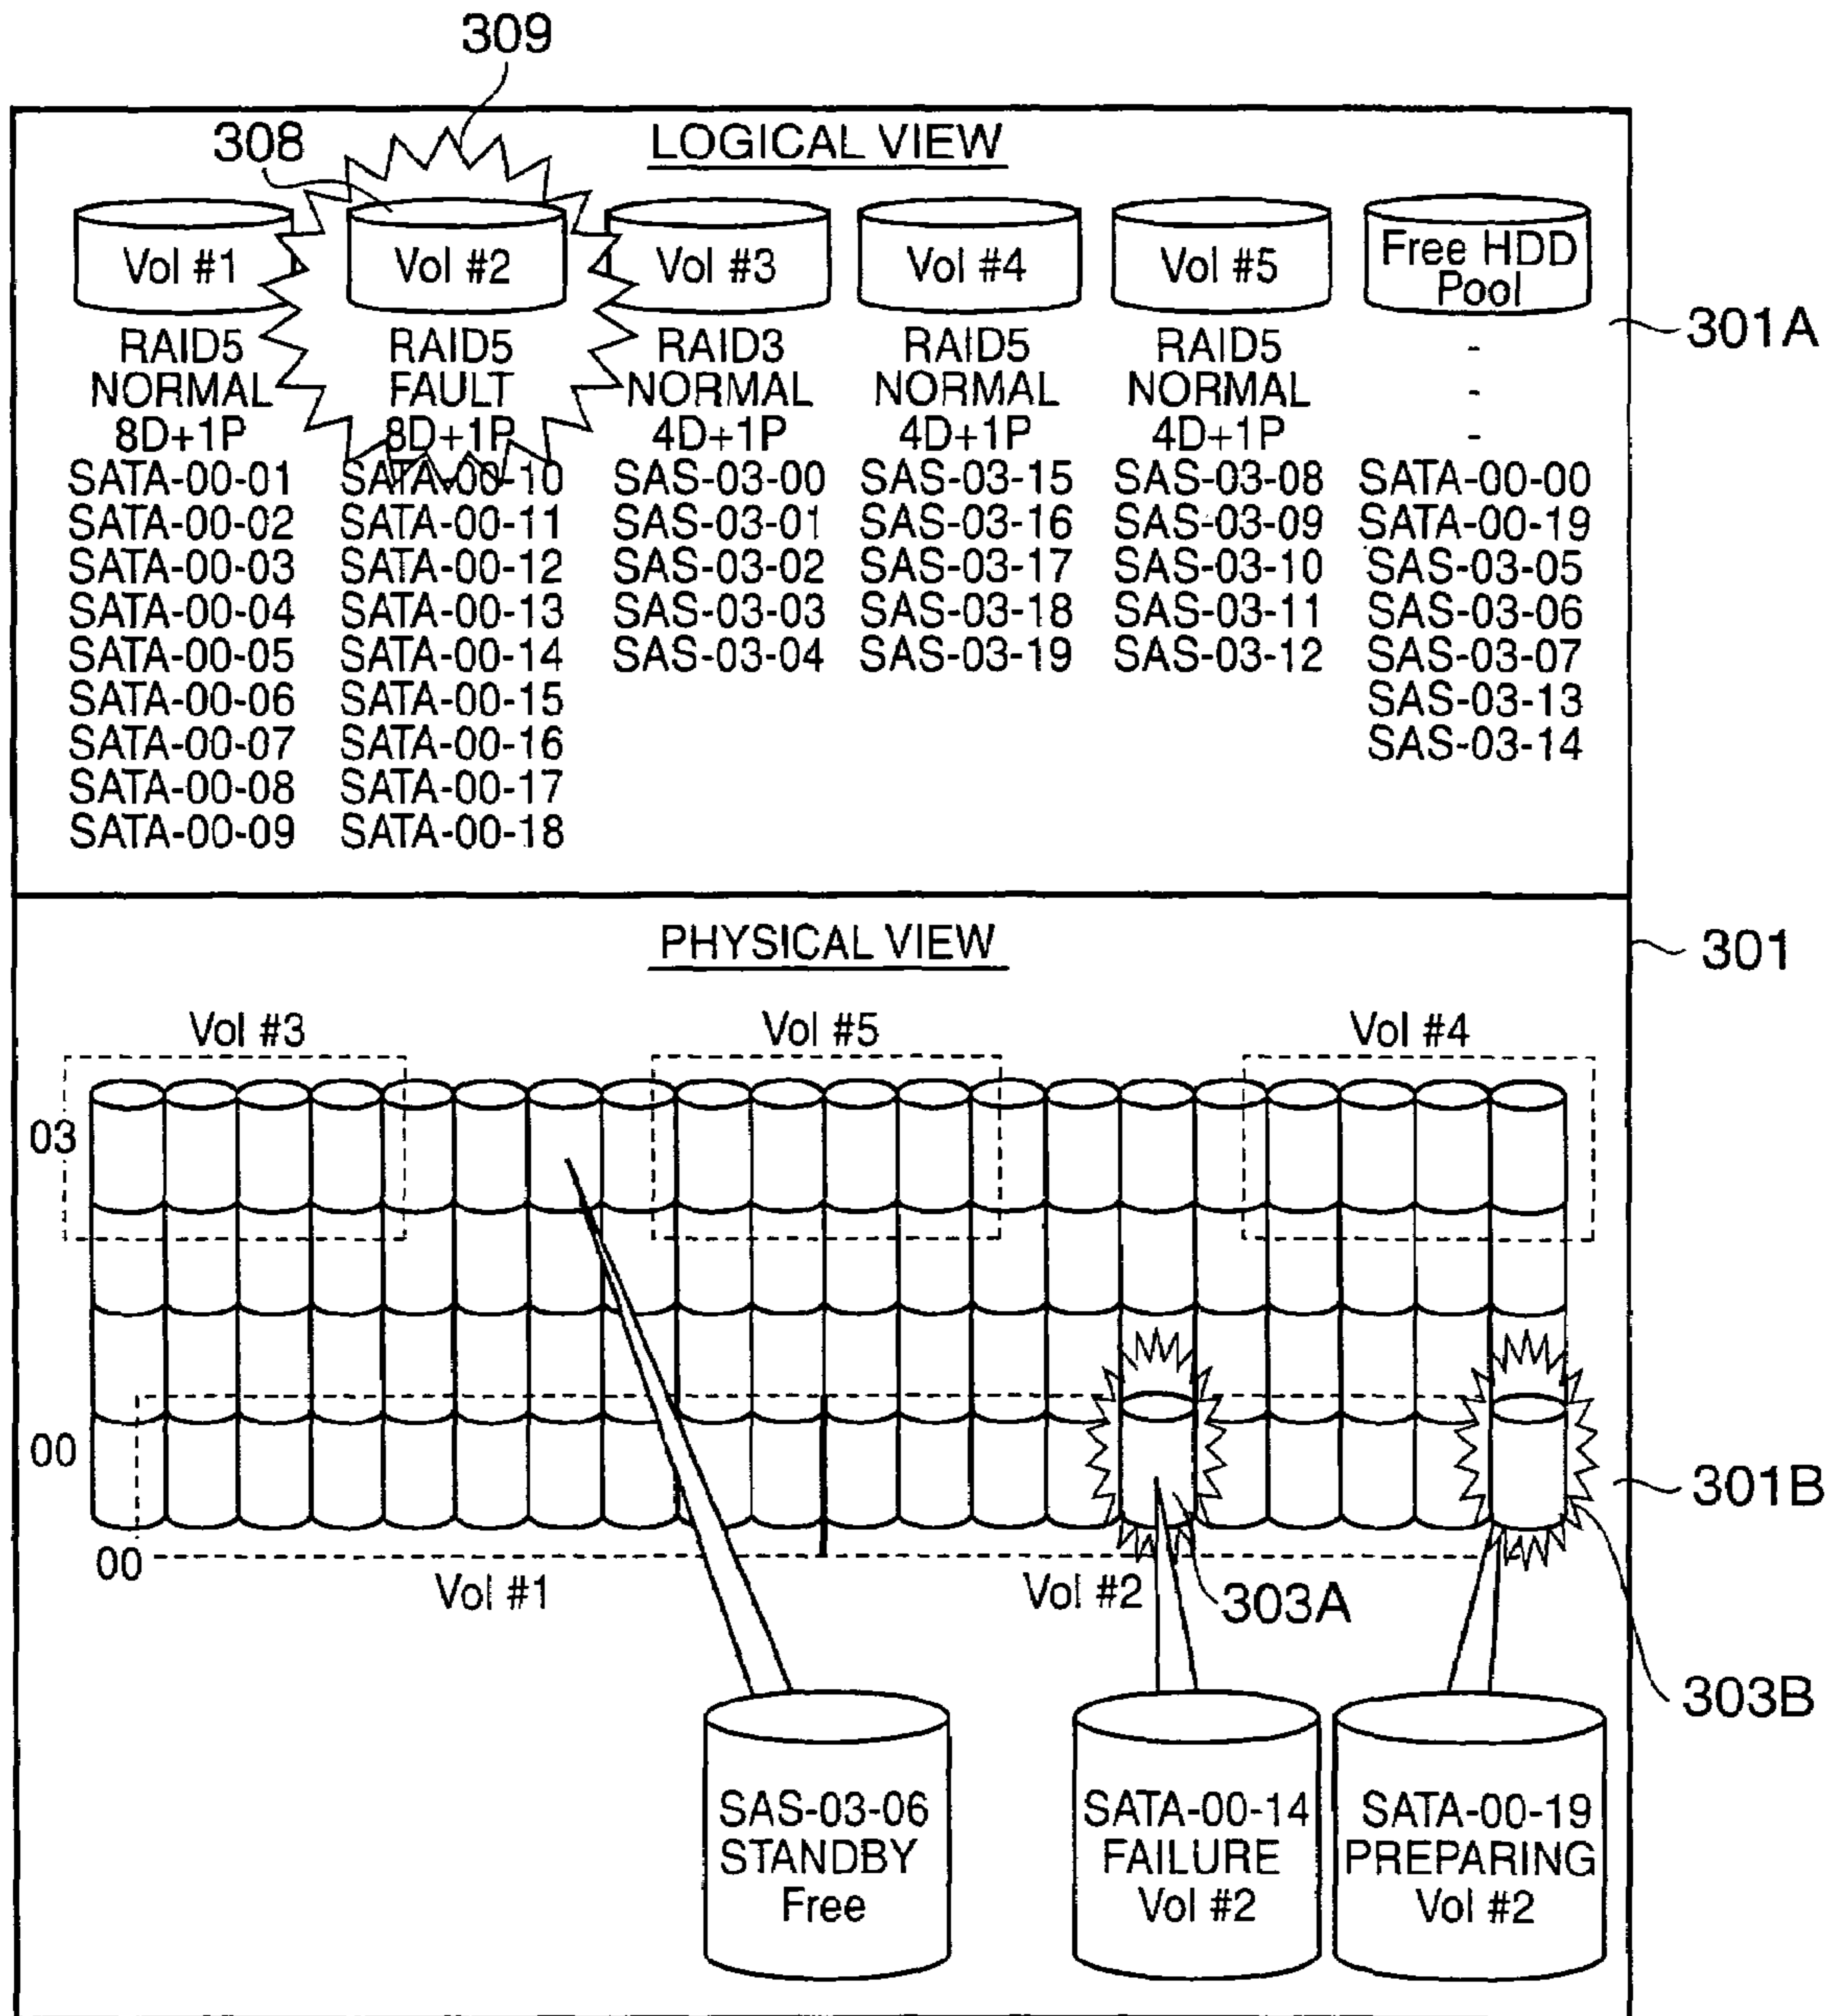 309
308
LOGICAL VIEW
Vol #1 Vol #2 Vol #3 Vol #4 Vol #5 Free HDD Pool
301A
RAID5 RAID5 RAID3 RAID5 RAID5 -
NORMAL FAULT NORMAL NORMAL NORMAL -
8D+1P 8D+1P 4D+1P 4D+1P 4D+1P -
SATA-00-01 SATA-00-10 SAS-03-00 SAS-03-15 SAS-03-08 SATA-00-00
SATA-00-02 SATA-00-11 SAS-03-01 SAS-03-16 SAS-03-09 SATA-00-19
SATA-00-03 SATA-00-12 SAS-03-02 SAS-03-17 SAS-03-10 SAS-03-05
SATA-00-04 SATA-00-13 SAS-03-03 SAS-03-18 SAS-03-11 SAS-03-06
SATA-00-05 SATA-00-14 SAS-03-04 SAS-03-19 SAS-03-12 SAS-03-07
SATA-00-06 SATA-00-15 SAS-03-13
SATA-00-07 SATA-00-16 SAS-03-14
SATA-00-08 SATA-00-17
SATA-00-09 SATA-00-18
PHYSICAL VIEW
301
Vol #3 Vol #5 Vol #4
03
00
301B
00
Vol #1 Vol #2
303A
303B
SAS-03-06
STANDBY
Free
SATA-00-14
FAILURE
Vol #2
SATA-00-19
PREPARING
Vol #2